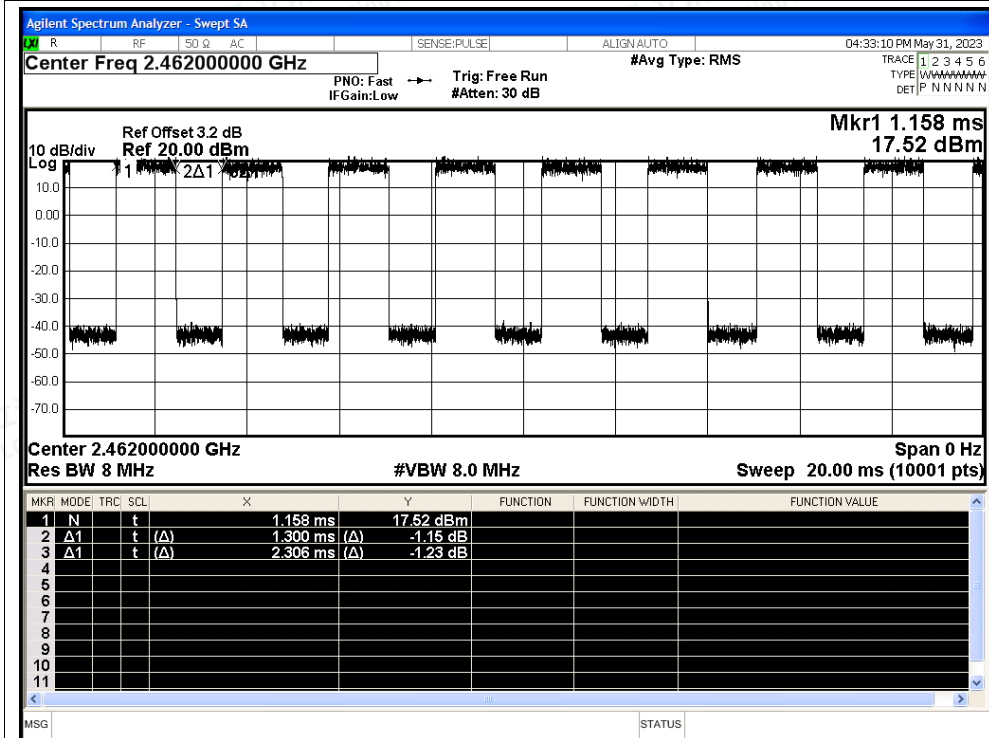 Agilent Spectrum Analyzer - Swept SA
LXI R RF 50 Ω AC SENSE:PULSE ALIGN AUTO 04:33:10 PM May 31, 2023
Center Freq 2.462000000 GHz #Avg Type: RMS TRACE 1 2 3 4 5 6
PNO: Fast Trig: Free Run TYPE
IFGain:Low #Atten: 30 dB DET P N N N N N
Mkr1 1.158 ms
Ref Offset 3.2 dB
10 dB/div Ref 20.00 dBm 17.52 dBm
Log
1 2Δ1
10.0
0.00
-10.0
-20.0
-30.0
-40.0
-50.0
-60.0
-70.0
Center 2.462000000 GHz Span 0 Hz
Res BW 8 MHz #VBW 8.0 MHz Sweep 20.00 ms (10001 pts)
MKR MODE TRC SCL X Y FUNCTION FUNCTION WIDTH FUNCTION VALUE
1 N t 1.158 ms 17.52 dBm
2 Δ1 t (Δ) 1.300 ms (Δ) -1.15 dB
3 Δ1 t (Δ) 2.306 ms (Δ) -1.23 dB
4
5
6
7
8
9
10
11
MSG STATUS